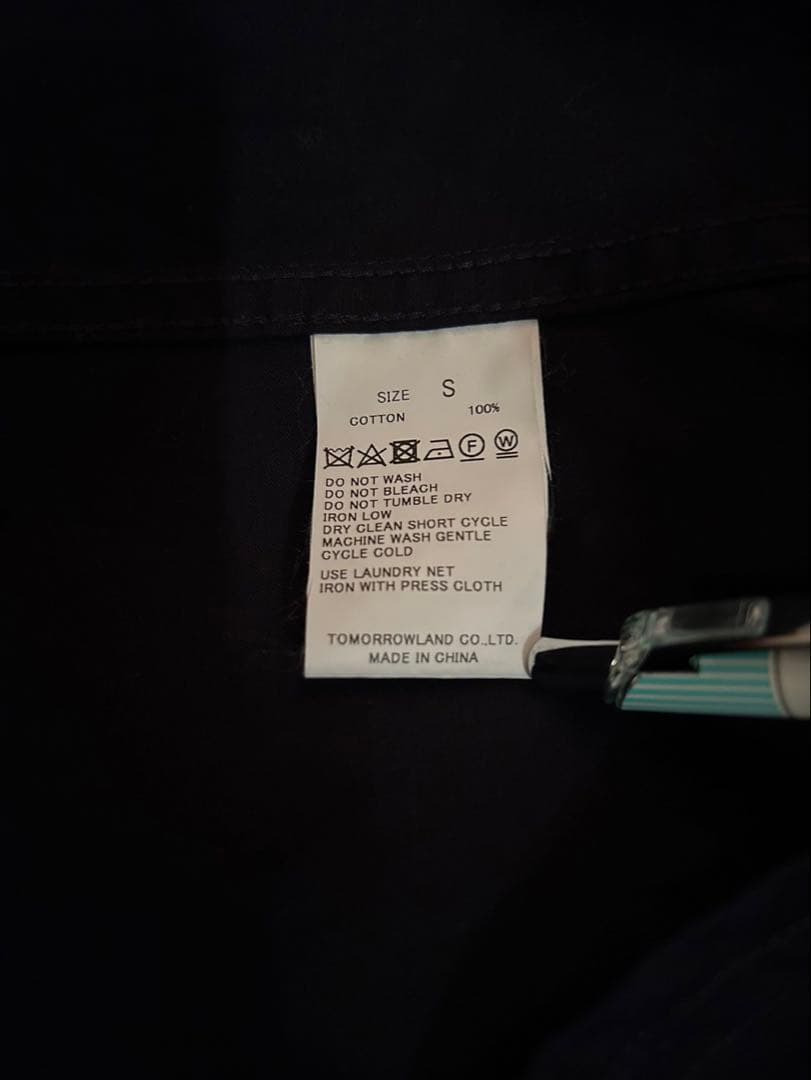 SIZE S
COTTON 100%
F W
DO NOT WASH
DO NOT BLEACH
DO NOT TUMBLE DRY
IRON LOW
DRY CLEAN SHORT CYCLE
MACHINE WASH GENTLE
CYCLE COLD
USE LAUNDRY NET
IRON WITH PRESS CLOTH
TOMORROWLAND CO.,LTD.
MADE IN CHINA